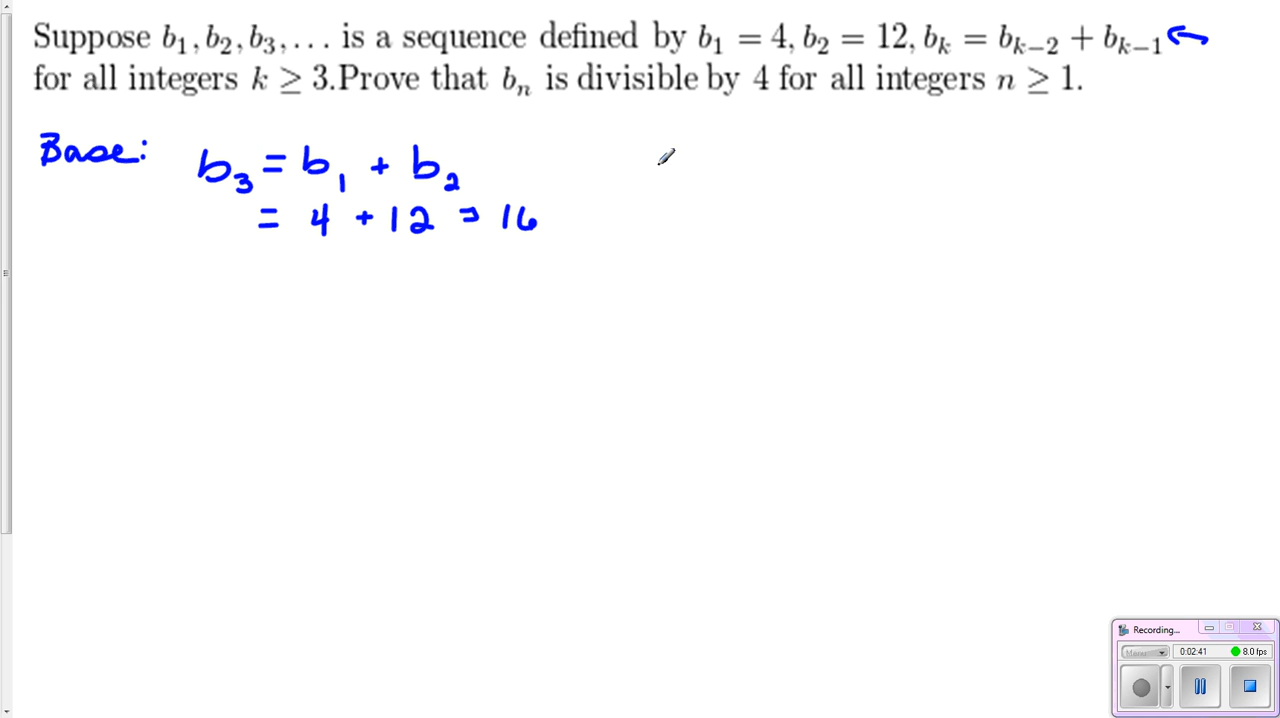 Suppose b₁, b₂, b₃, … is a sequence defined by b₁ = 4, b₂ = 12, bₖ = bₖ₋₂ + bₖ₋₁
for all integers k ≥ 3.Prove that bₙ is divisible by 4 for all integers n ≥ 1.
Base: b₃ = b₁ + b₂
= 4 + 12 = 16
Recording...
Menu 0:02:41 8.0 fps